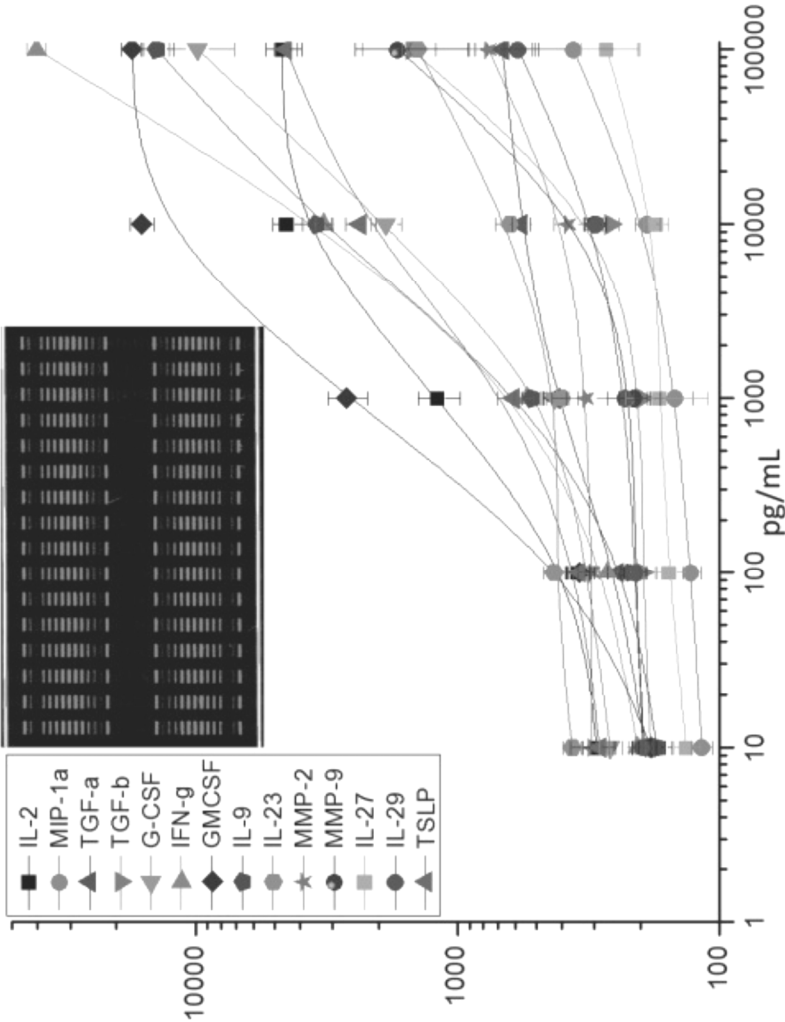 IL-2
MIP-1a
TGF-a
TGF-b
G-CSF
IFN-g
GMCSF
IL-9
IL-23
MMP-2
MMP-9
IL-27
IL-29
TSLP
10000
1000
100
1
10
100
1000
10000
100000
pg/mL